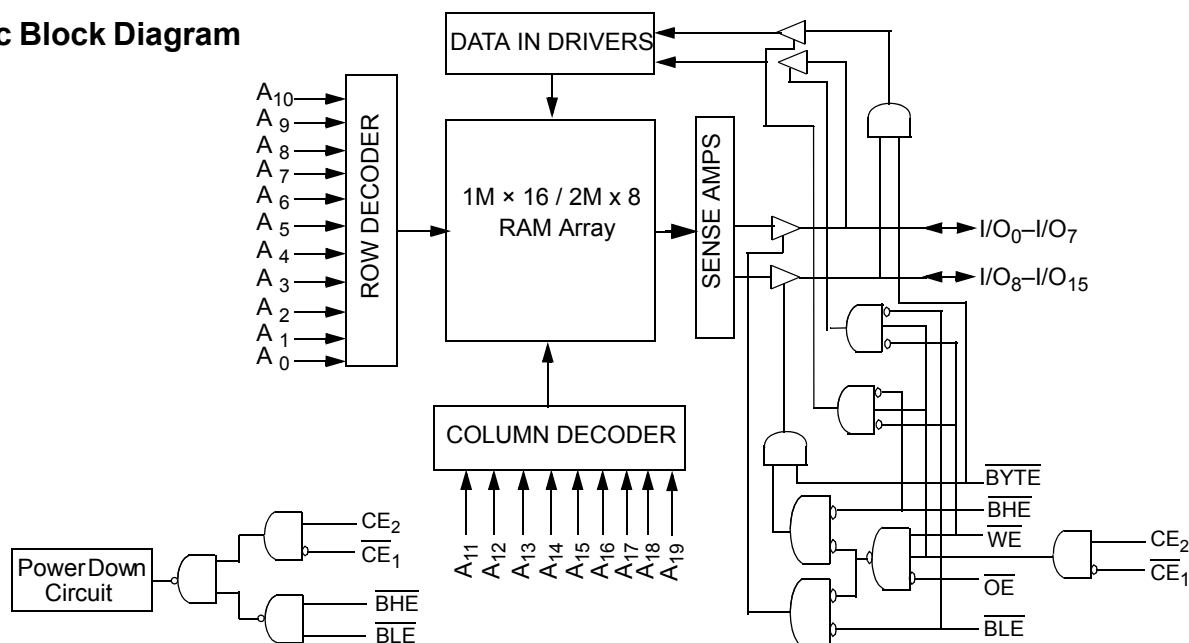 c Block Diagram
DATA IN DRIVERS
A10
A9
A8
A7
A6
A5
A4
A3
A2
A1
A0
ROW DECODER
1M × 16 / 2M x 8
RAM Array
SENSE AMPS
I/O0–I/O7
I/O8–I/O15
COLUMN DECODER
A11
A12
A13
A14
A15
A16
A17
A18
A19
BYTE
BHE
WE
CE2
CE1
OE
BLE
Power Down
Circuit
CE2
CE1
BHE
BLE